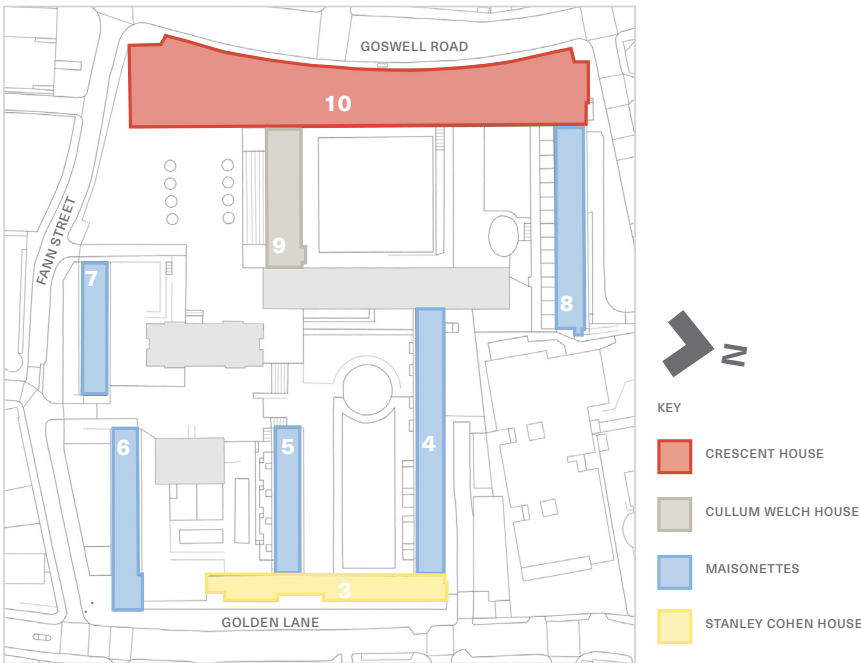 GOSWELL ROAD
10
FANN STREET
9
7
8
N
KEY
CRESCENT HOUSE
6
5
4
CULLUM WELCH HOUSE
MAISONETTES
3
GOLDEN LANE
STANLEY COHEN HOUSE